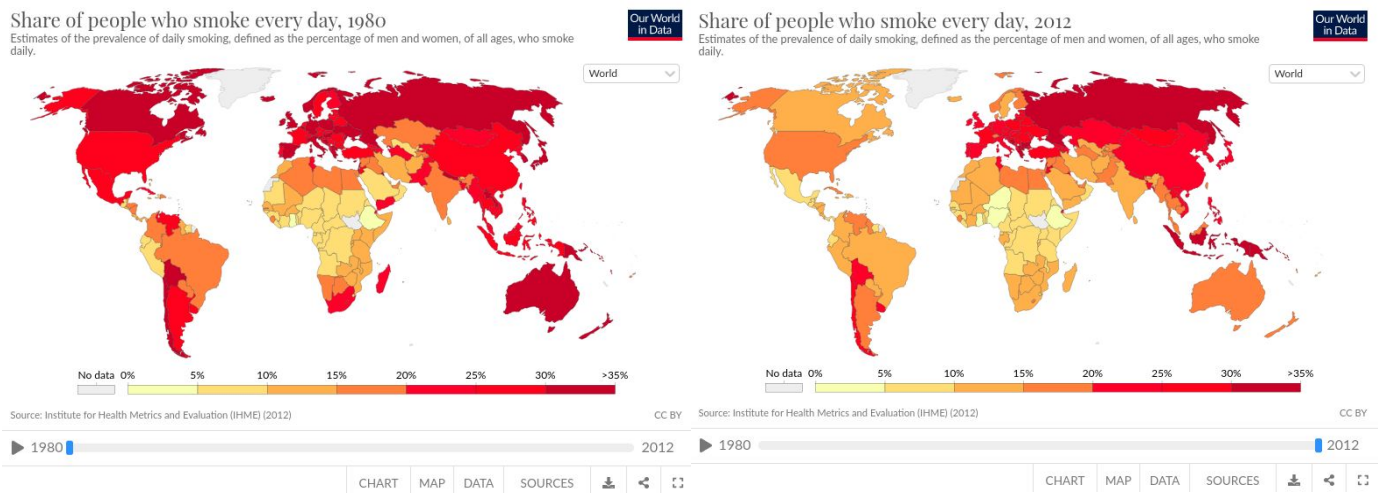 Share of people who smoke every day, 1980
Our World
in Data
Estimates of the prevalence of daily smoking, defined as the percentage of men and women, of all ages, who smoke
daily.
World
No data 0% 5% 10% 15% 20% 25% 30% >35%
Source: Institute for Health Metrics and Evaluation (IHME) (2012)
CC BY
1980
2012
CHART MAP DATA SOURCES
Share of people who smoke every day, 2012
Our World
in Data
Estimates of the prevalence of daily smoking, defined as the percentage of men and women, of all ages, who smoke
daily.
World
No data 0% 5% 10% 15% 20% 25% 30% >35%
Source: Institute for Health Metrics and Evaluation (IHME) (2012)
CC BY
1980
2012
CHART MAP DATA SOURCES